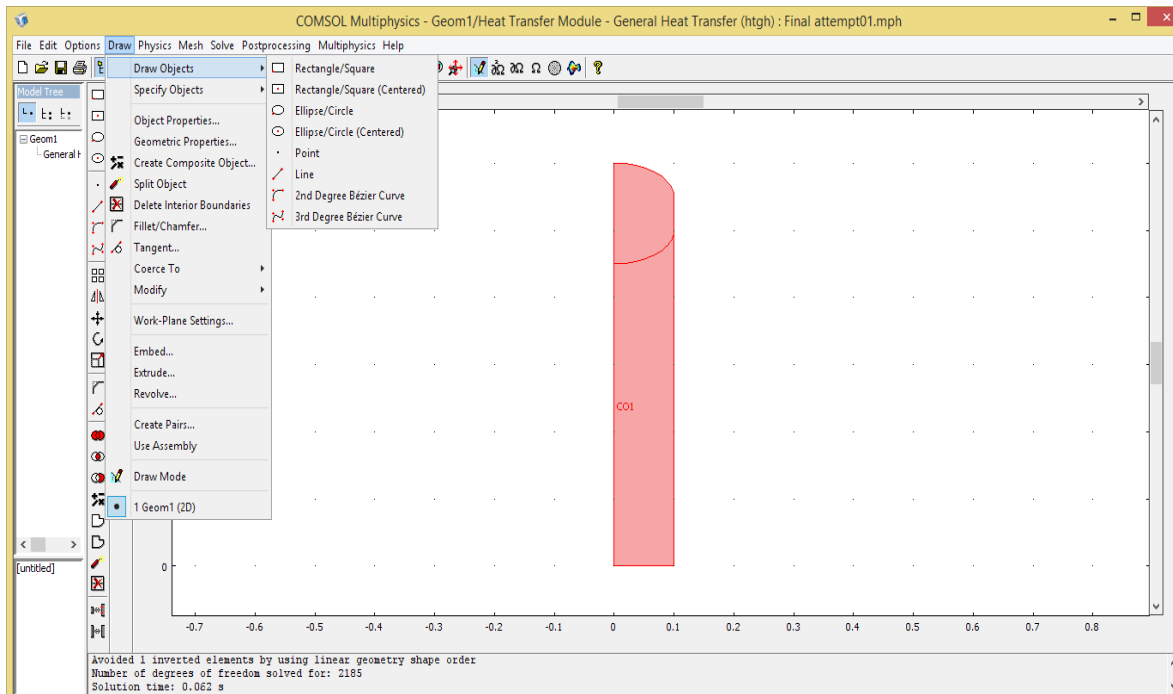 COMSOL Multiphysics - Geom1/Heat Transfer Module - General Heat Transfer (htgh) : Final attempt01.mph
File Edit Options Draw Physics Mesh Solve Postprocessing Multiphysics Help
Model Tree
Geom1
General H
Draw Objects
Specify Objects
Object Properties...
Geometric Properties...
Create Composite Object...
Split Object
Delete Interior Boundaries
Fillet/Chamfer...
Tangent...
Coerce To
Modify
Work-Plane Settings...
Embed...
Extrude...
Revolve...
Create Pairs...
Use Assembly
Draw Mode
1 Geom1 (2D)
Rectangle/Square
Rectangle/Square (Centered)
Ellipse/Circle
Ellipse/Circle (Centered)
Point
Line
2nd Degree Bézier Curve
3rd Degree Bézier Curve
CO1
[untitled]
0
-0.7 -0.6 -0.5 -0.4 -0.3 -0.2 -0.1 0 0.1 0.2 0.3 0.4 0.5 0.6 0.7 0.8
Avoided 1 inverted elements by using linear geometry shape order
Number of degrees of freedom solved for: 2185
Solution time: 0.062 s